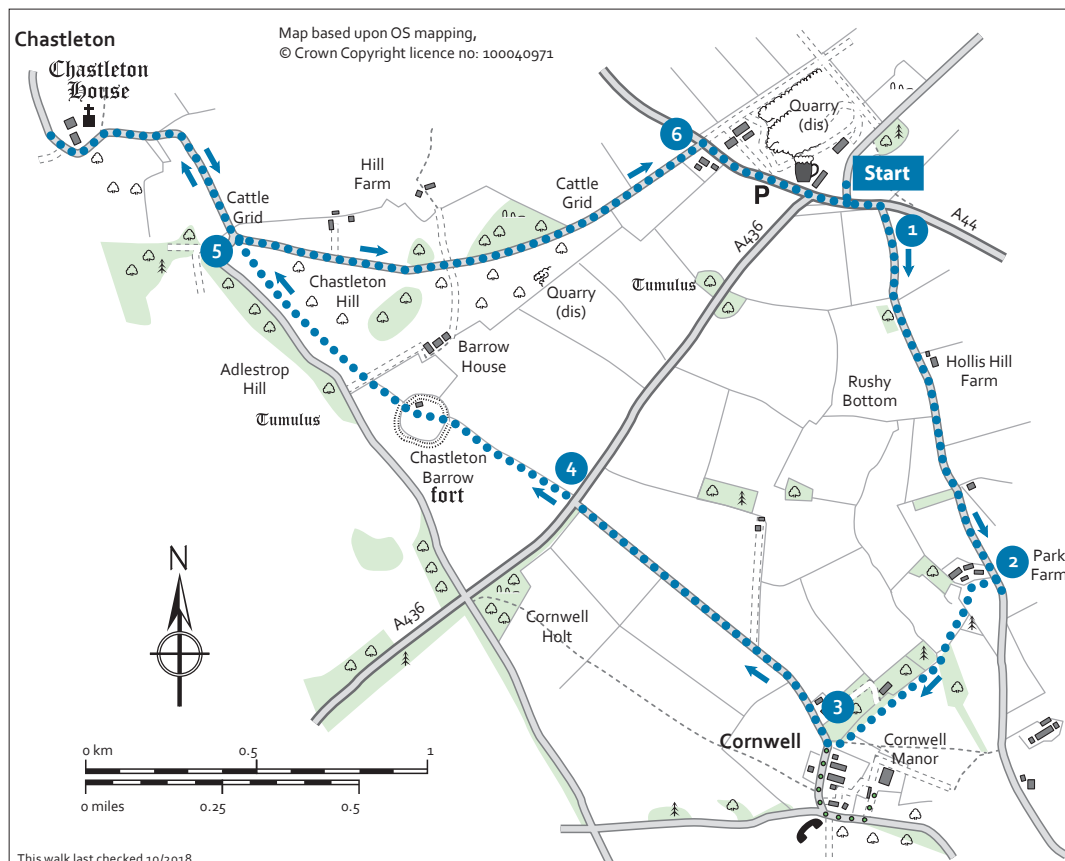 Map based upon OS mapping,
© Crown Copyright licence no: 100040971
Chastleton
Chastleton
House
6
Quarry
(dis)
Start
P
Hill
Farm
Cattle
Grid
Cattle
Grid
A436
A44
1
5
Chastleton
Hill
Quarry
(dis)
Tumulus
Barrow
House
Hollis Hill
Farm
Rushy
Bottom
Adlestrop
Hill
Tumulus
Chastleton
Barrow
fort
4
N
2
Park
Farm
A436
Cornwell
Holt
3
Cornwell
Cornwell
Manor
0 km
0.5
1
0 miles
0.25
0.5
This walk last checked 10/2018